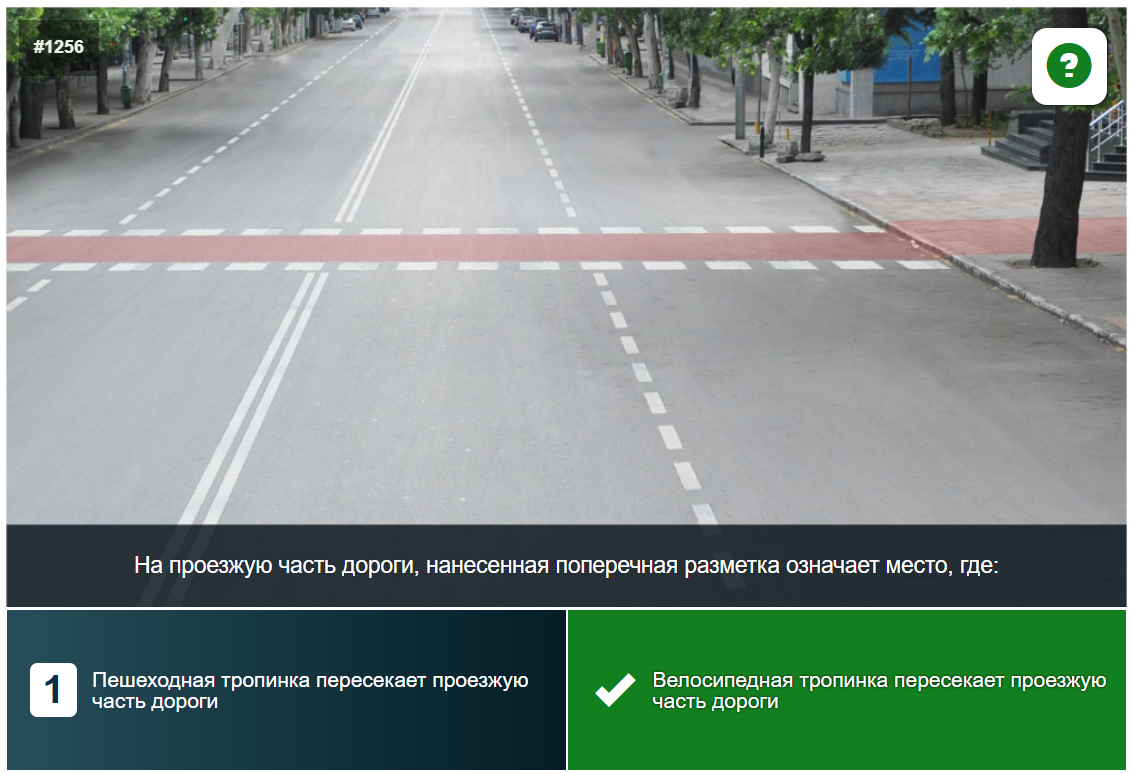 #1256
?
На проезжую часть дороги, нанесенная поперечная разметка означает место, где:
1
Пешеходная тропинка пересекает проезжую
часть дороги
Велосипедная тропинка пересекает проезжую
часть дороги